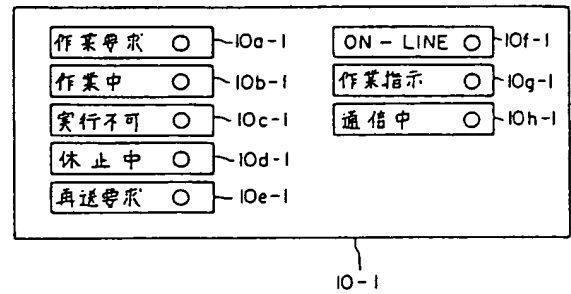 作業要求 10a-1
作業中 10b-1
実行不可 10c-1
休止中 10d-1
再送要求 10e-1
ON-LINE 10f-1
作業指示 10g-1
通信中 10h-1
10-1